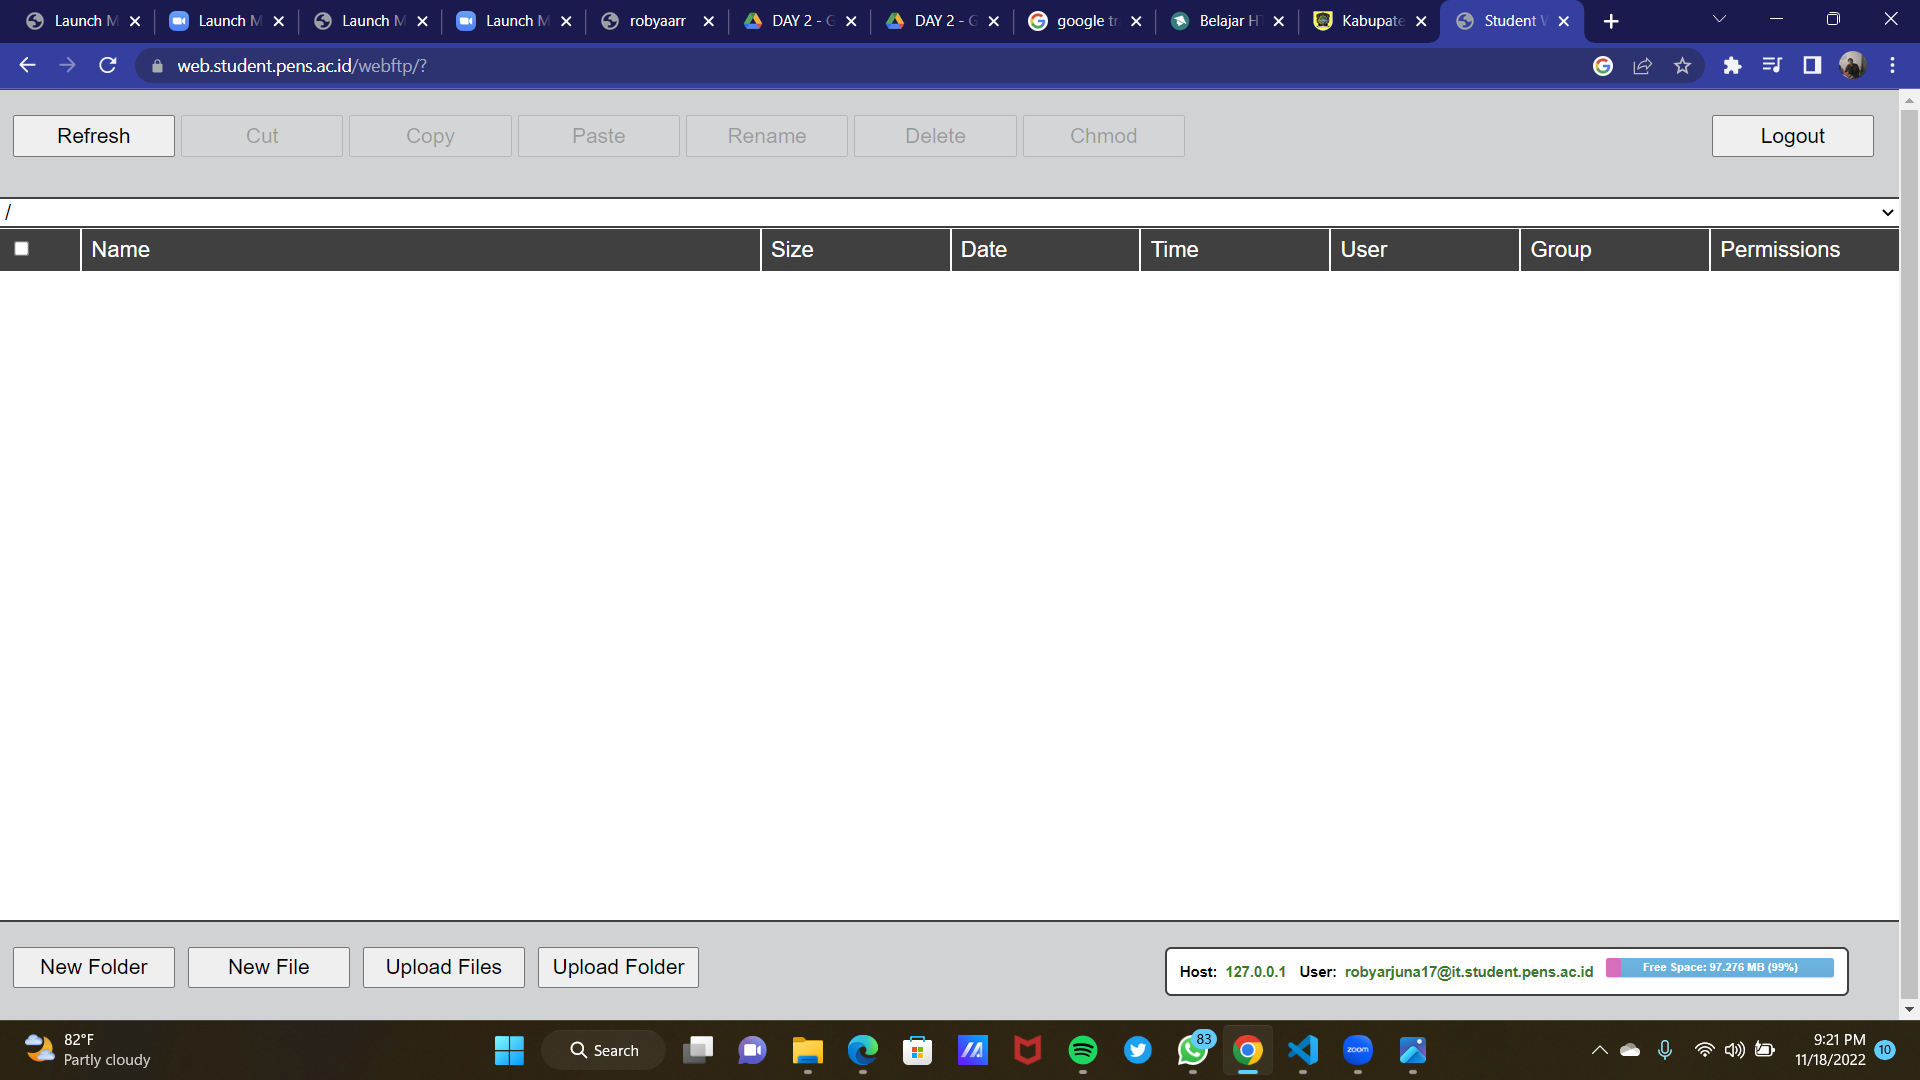 Launch M
Launch M
Launch M
Launch M
robyaarr
DAY 2 - G
DAY 2 - G
google tr
Belajar HT
Kabupate
Student W
web.student.pens.ac.id/webftp/?
Refresh Cut Copy Paste Rename Delete Chmod Logout
/
Name Size Date Time User Group Permissions
New Folder New File Upload Files Upload Folder
Host: 127.0.0.1 User: robyarjuna17@it.student.pens.ac.id Free Space: 97.276 MB (99%)
82°F
Partly cloudy
Search
83
zoom
9:21 PM
11/18/2022
10